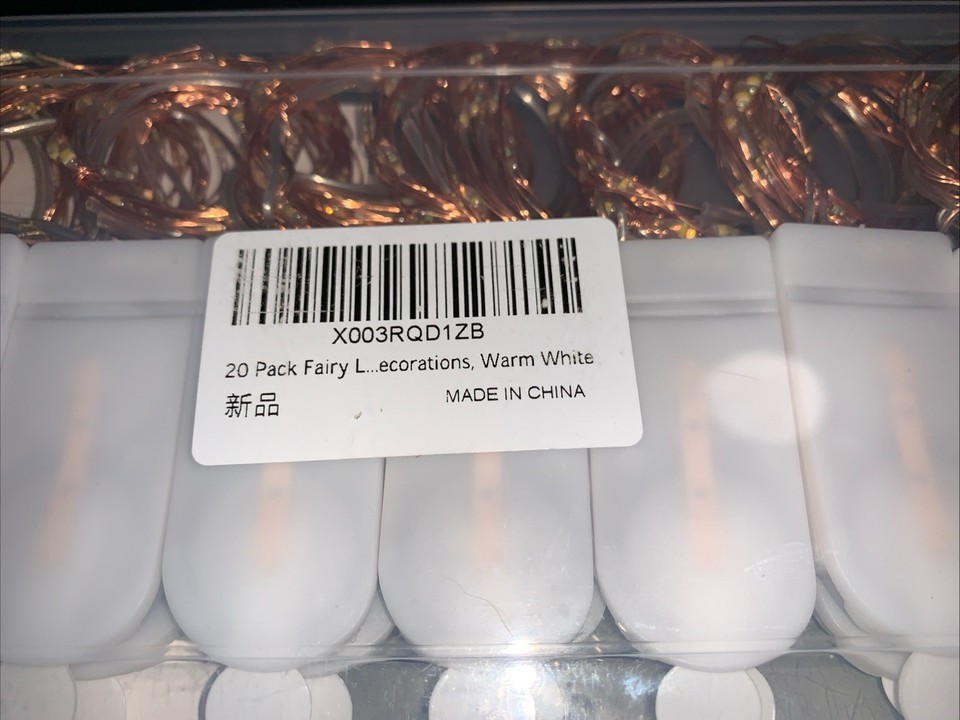 X003RQD1ZB
20 Pack Fairy L...ecorations, Warm White
新品
MADE IN CHINA